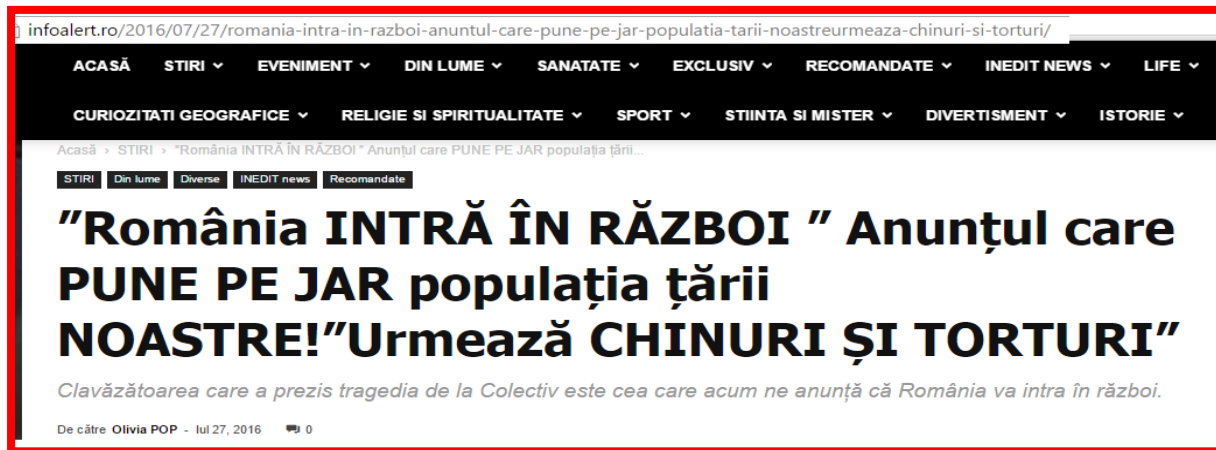 infoalert.ro/2016/07/27/romania-intra-in-razboi-anuntul-care-pune-pe-jar-populatia-tarii-noastreurmeaza-chinuri-si-torturi/
ACASĂ STIRI EVENIMENT DIN LUME SANATATE EXCLUSIV RECOMANDATE INEDIT NEWS LIFE
CURIOZITATI GEOGRAFICE RELIGIE SI SPIRITUALITATE SPORT STIINTA SI MISTER DIVERTISMENT ISTORIE
Acasă › STIRI › "România INTRĂ ÎN RĂZBOI " Anunțul care PUNE PE JAR populația țării...
STIRI Din lume Diverse INEDIT news Recomandate
"România INTRĂ ÎN RĂZBOI " Anunțul care
PUNE PE JAR populația țării
NOASTRE!"Urmează CHINURI ȘI TORTURI"
Clavăzătoarea care a prezis tragedia de la Colectiv este cea care acum ne anunță că România va intra în război.
De către Olivia POP - Iul 27, 2016 0